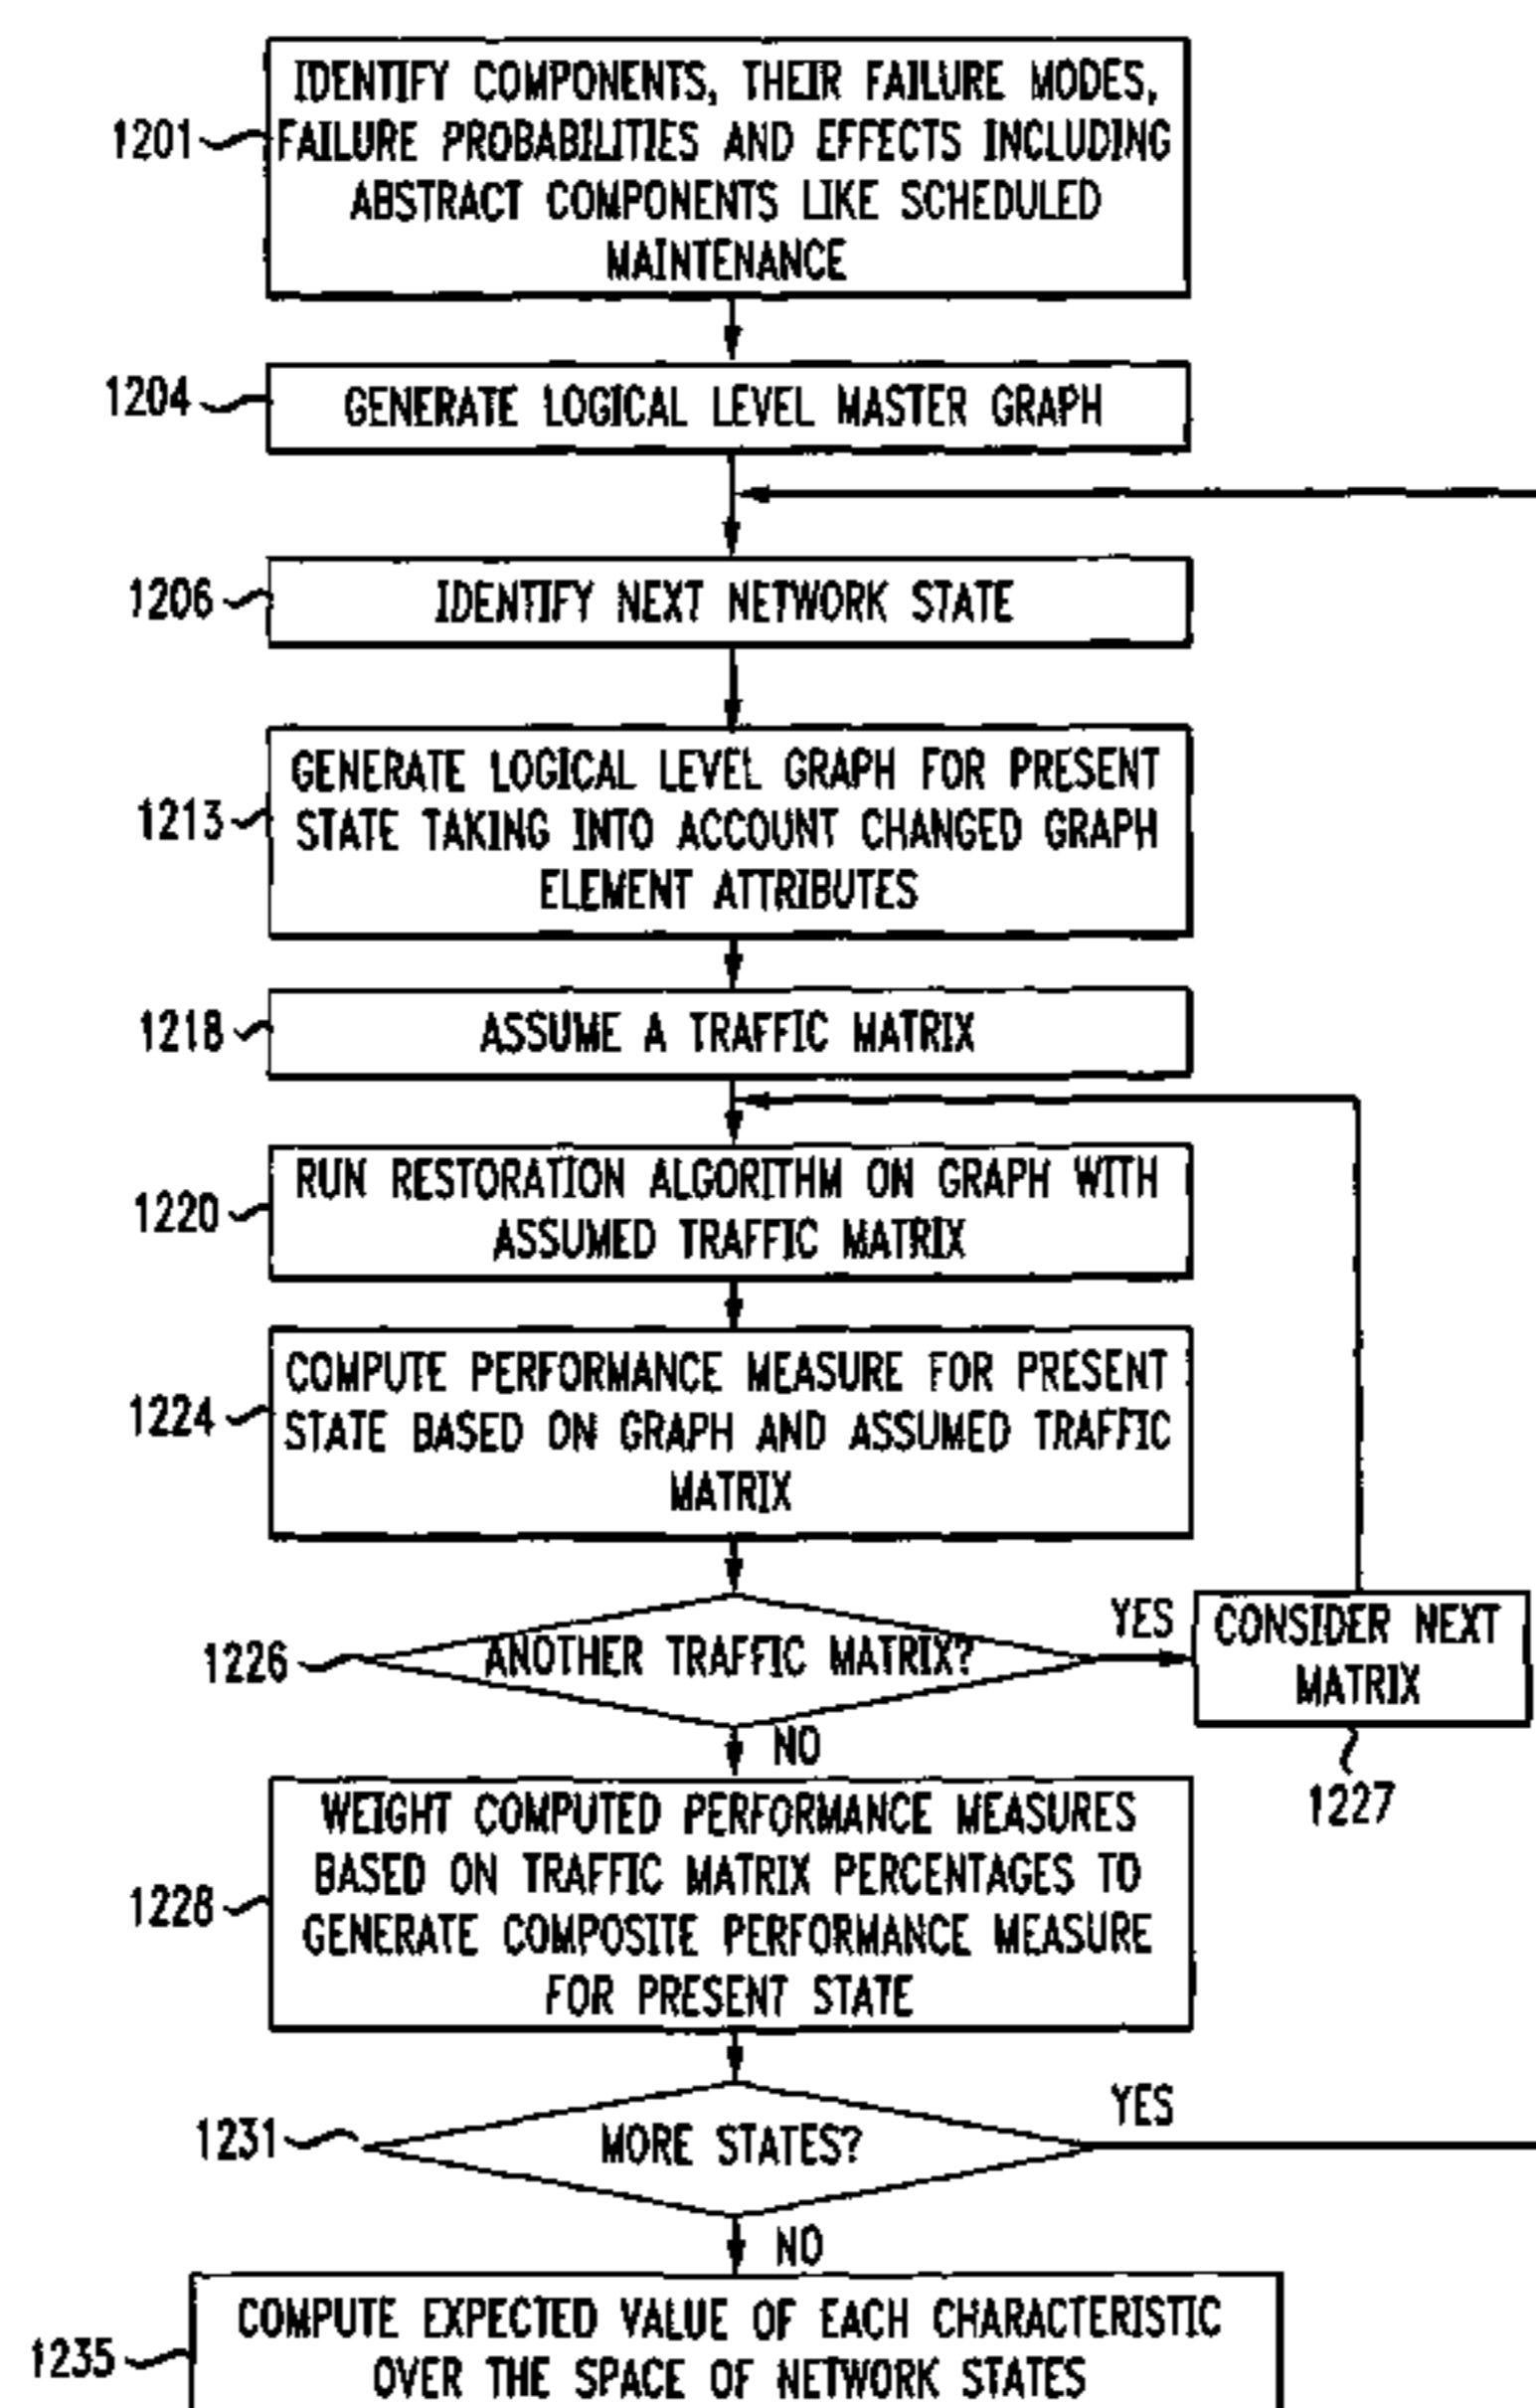 IDENTIFY COMPONENTS, THEIR FAILURE MODES,
1201
FAILURE PROBABILITIES AND EFFECTS INCLUDING
ABSTRACT COMPONENTS LIKE SCHEDULED
MAINTENANCE
1204
GENERATE LOGICAL LEVEL MASTER GRAPH
1206
IDENTIFY NEXT NETWORK STATE
GENERATE LOGICAL LEVEL GRAPH FOR PRESENT
1213
STATE TAKING INTO ACCOUNT CHANGED GRAPH
ELEMENT ATTRIBUTES
1218
ASSUME A TRAFFIC MATRIX
RUN RESTORATION ALGORITHM ON GRAPH WITH
1220
ASSUMED TRAFFIC MATRIX
COMPUTE PERFORMANCE MEASURE FOR PRESENT
1224
STATE BASED ON GRAPH AND ASSUMED TRAFFIC
MATRIX
1226
ANOTHER TRAFFIC MATRIX?
YES
CONSIDER NEXT
MATRIX
1227
NO
WEIGHT COMPUTED PERFORMANCE MEASURES
BASED ON TRAFFIC MATRIX PERCENTAGES TO
1228
GENERATE COMPOSITE PERFORMANCE MEASURE
FOR PRESENT STATE
1231
MORE STATES?
YES
NO
COMPUTE EXPECTED VALUE OF EACH CHARACTERISTIC
1235
OVER THE SPACE OF NETWORK STATES